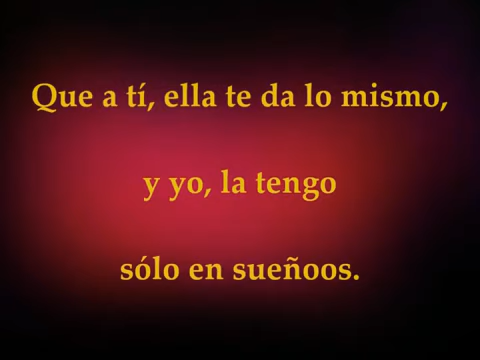 Que a tí, ella te da lo mismo,
y yo, la tengo
sólo en sueñoos.